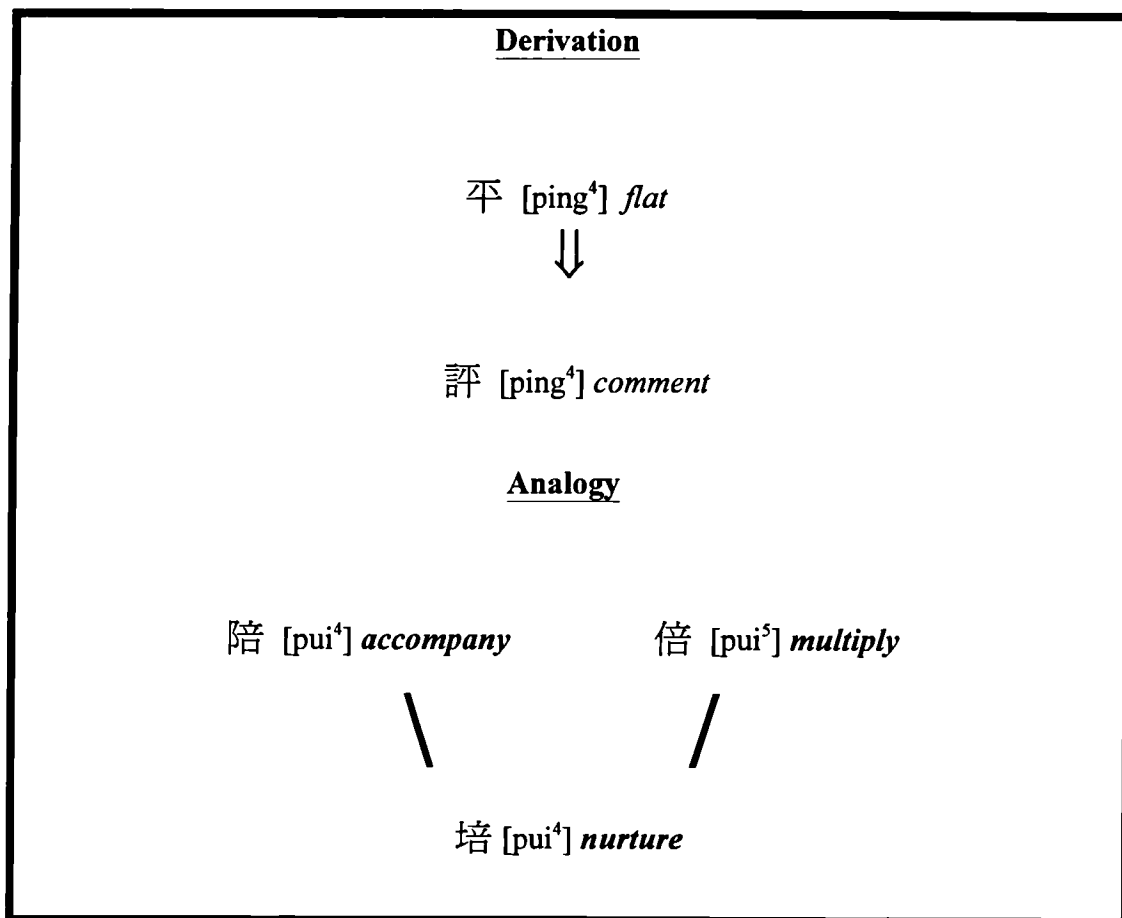 Derivation
平 [ping⁴] flat
⇓
評 [ping⁴] comment
Analogy
陪 [pui⁴] accompany 倍 [pui⁵] multiply
培 [pui⁴] nurture